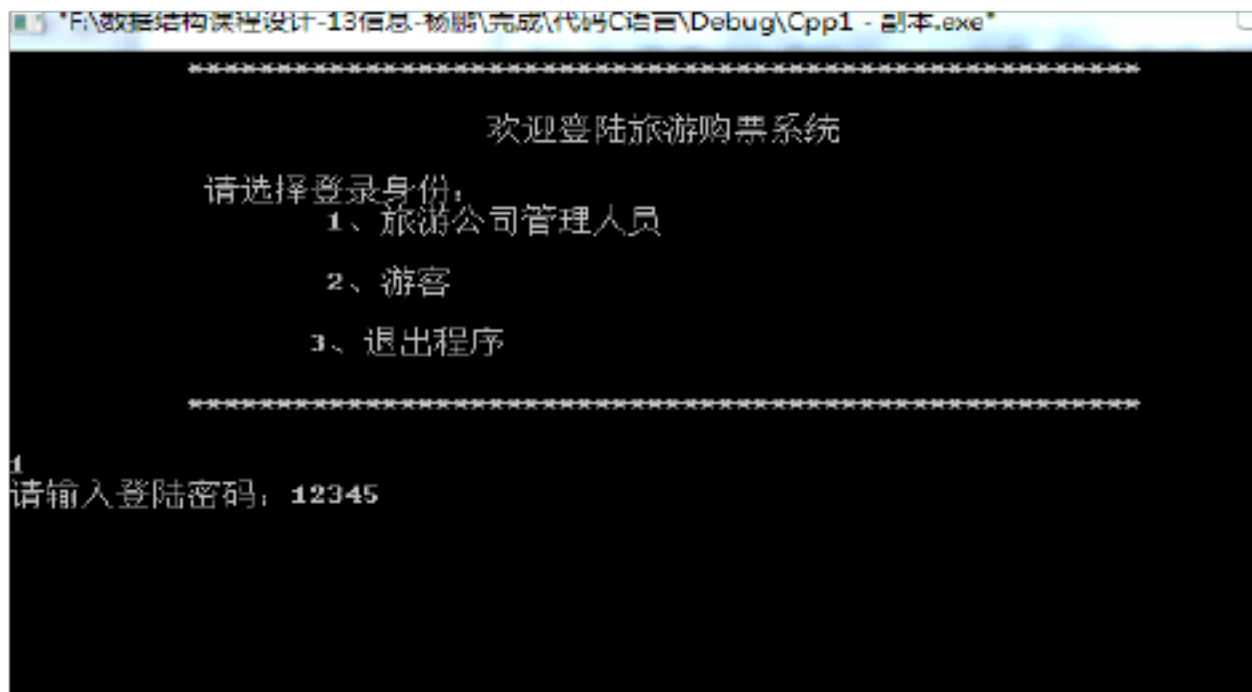 "F:\数据结构课程设计-13信息-杨鹏\完成\代码C语言\Debug\Cpp1 - 副本.exe"
*****************************************************
欢迎登陆旅游购票系统
请选择登录身份：
1、旅游公司管理人员
2、游客
3、退出程序
*****************************************************
1
请输入登陆密码：12345